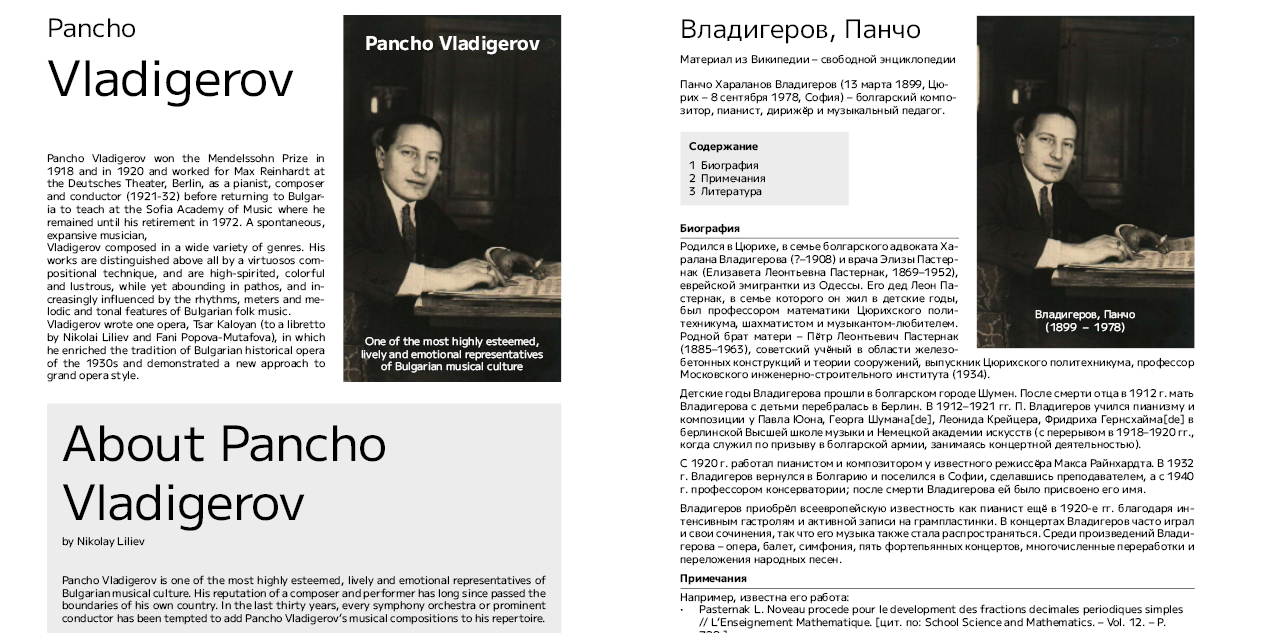 Pancho
Vladigerov
Pancho Vladigerov won the Mendelssohn Prize in
1918 and in 1920 and worked for Max Reinhardt at
the Deutsches Theater, Berlin, as a pianist, composer
and conductor (1921-32) before returning to Bulgar-
ia to teach at the Sofia Academy of Music where he
remained until his retirement in 1972. A spontaneous,
expansive musician,
Vladigerov composed in a wide variety of genres. His
works are distinguished above all by a virtuosos com-
positional technique, and are high-spirited, colorful
and lustrous, while yet abounding in pathos, and in-
creasingly influenced by the rhythms, meters and me-
lodic and tonal features of Bulgarian folk music.
Vladigerov wrote one opera, Tsar Kaloyan (to a libretto
by Nikolai Liliev and Fani Popova-Mutafova), in which
he enriched the tradition of Bulgarian historical opera
of the 1930s and demonstrated a new approach to
grand opera style.
Pancho Vladigerov
One of the most highly esteemed,
lively and emotional representatives
of Bulgarian musical culture
About Pancho
Vladigerov
by Nikolay Liliev
Pancho Vladigerov is one of the most highly esteemed, lively and emotional representatives of
Bulgarian musical culture. His reputation of a composer and performer has long since passed the
boundaries of his own country. In the last thirty years, every symphony orchestra or prominent
conductor has been tempted to add Pancho Vladigerov's musical compositions to his repertoire.
Владигеров, Панчо
Материал из Википедии – свободной энциклопедии
Панчо Хараланов Владигеров (13 марта 1899, Цю-
рих – 8 сентября 1978, София) – болгарский компо-
зитор, пианист, дирижёр и музыкальный педагог.
Содержание
1 Биография
2 Примечания
3 Литература
Биография
Родился в Цюрихе, в семье болгарского адвоката Ха-
ралана Владигерова (?–1908) и врача Элизы Пастер-
нак (Елизавета Леонтьевна Пастернак, 1869–1952),
еврейской эмигрантки из Одессы. Его дед Леон Па-
стернак, в семье которого он жил в детские годы,
был профессором математики Цюрихского поли-
техникума, шахматистом и музыкантом-любителем.
Родной брат матери – Пётр Леонтьевич Пастернак
(1885–1963), советский учёный в области железо-
бетонных конструкций и теории сооружений, выпускник Цюрихского политехникума, профессор
Московского инженерно-строительного института (1934).
Владигеров, Панчо
(1899 – 1978)
Детские годы Владигерова прошли в болгарском городе Шумен. После смерти отца в 1912 г. мать
Владигерова с детьми перебралась в Берлин. В 1912–1921 гг. П. Владигеров учился пианизму и
композиции у Павла Юона, Георга Шумана[de], Леонида Крейцера, Фридриха Гернсхайма[de] в
берлинской Высшей школе музыки и Немецкой академии искусств (с перерывом в 1918–1920 гг.,
когда служил по призыву в болгарской армии, занимаясь концертной деятельностью).
С 1920 г. работал пианистом и композитором у известного режиссёра Макса Райнхардта. В 1932
г. Владигеров вернулся в Болгарию и поселился в Софии, сделавшись преподавателем, а с 1940
г. профессором консерватории; после смерти Владигерова ей было присвоено его имя.
Владигеров приобрёл всеевропейскую известность как пианист ещё в 1920-е гг. благодаря ин-
тенсивным гастролям и активной записи на грампластинки. В концертах Владигеров часто играл
и свои сочинения, так что его музыка также стала распространяться. Среди произведений Влади-
герова – опера, балет, симфония, пять фортепьянных концертов, многочисленные переработки и
переложения народных песен.
Примечания
Например, известна его работа:
· Pasternak L. Noveau procede pour le development des fractions decimales periodiques simples
// L'Enseignement Mathematique. [цит. по: School Science and Mathematics. – Vol. 12. – P.